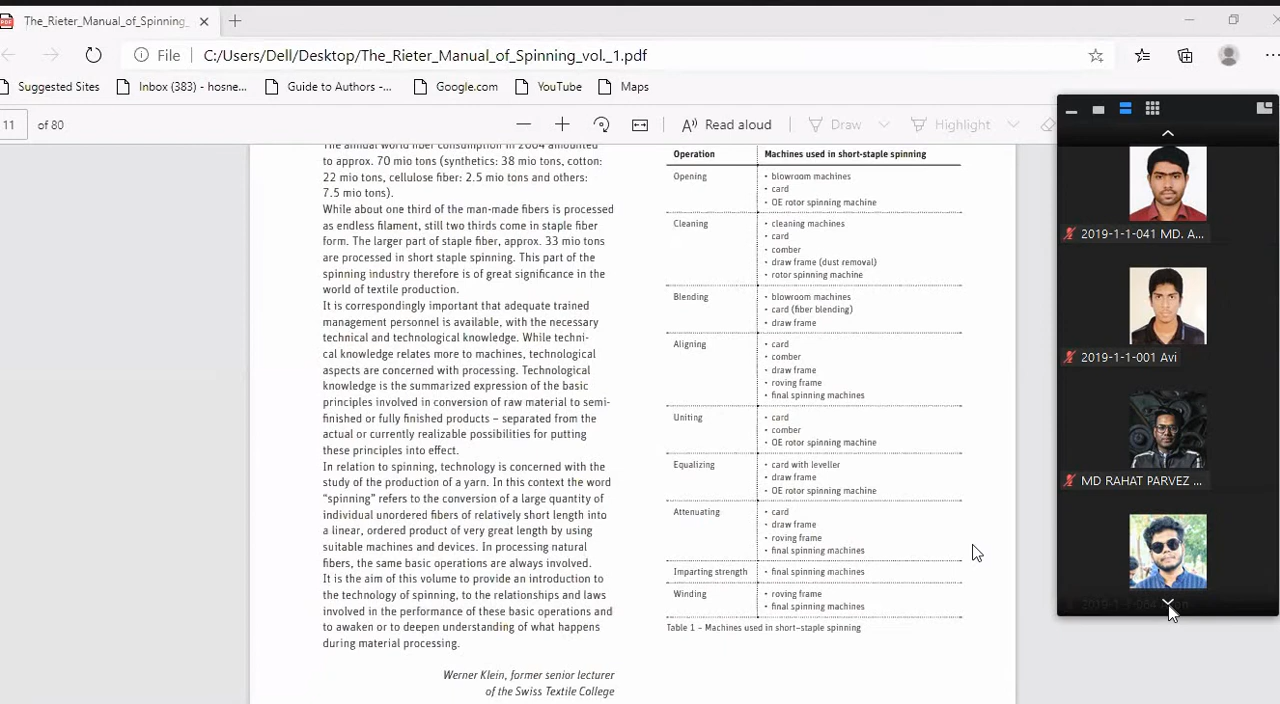 The_Rieter_Manual_of_Spinning_
File
C:/Users/Dell/Desktop/The_Rieter_Manual_of_Spinning_vol._1.pdf
Suggested Sites
Inbox (383) - hosne...
Guide to Authors -...
Google.com
YouTube
Maps
11 of 80
Read aloud
Draw
Highlight
The annual world fiber consumption in 2004 amounted
to approx. 70 mio tons (synthetics: 38 mio tons, cotton:
22 mio tons, cellulose fiber: 2.5 mio tons and others:
7.5 mio tons).
While about one third of the man-made fibers is processed
as endless filament, still two thirds come in staple fiber
form. The larger part of staple fiber, approx. 33 mio tons
are processed in short staple spinning. This part of the
spinning industry therefore is of great significance in the
world of textile production.
It is correspondingly important that adequate trained
management personnel is available, with the necessary
technical and technological knowledge. While techni-
cal knowledge relates more to machines, technological
aspects are concerned with processing. Technological
knowledge is the summarized expression of the basic
principles involved in conversion of raw material to semi-
finished or fully finished products – separated from the
actual or currently realizable possibilities for putting
these principles into effect.
In relation to spinning, technology is concerned with the
study of the production of a yarn. In this context the word
“spinning” refers to the conversion of a large quantity of
individual unordered fibers of relatively short length into
a linear, ordered product of very great length by using
suitable machines and devices. In processing natural
fibers, the same basic operations are always involved.
It is the aim of this volume to provide an introduction to
the technology of spinning, to the relationships and laws
involved in the performance of these basic operations and
to awaken or to deepen understanding of what happens
during material processing.
Werner Klein, former senior lecturer
of the Swiss Textile College
Operation Machines used in short-staple spinning
Opening • blowroom machines
• card
• OE rotor spinning machine
Cleaning • cleaning machines
• card
• comber
• draw frame (dust removal)
• rotor spinning machine
Blending • blowroom machines
• card (fiber blending)
• draw frame
Aligning • card
• comber
• draw frame
• roving frame
• final spinning machines
Uniting • card
• comber
• OE rotor spinning machine
Equalizing • card with leveller
• draw frame
• OE rotor spinning machine
Attenuating • card
• draw frame
• roving frame
• final spinning machines
Imparting strength • final spinning machines
Winding • roving frame
• final spinning machines
Table 1 – Machines used in short-staple spinning
2019-1-1-041 MD. A...
2019-1-1-001 Avi
MD RAHAT PARVEZ ...